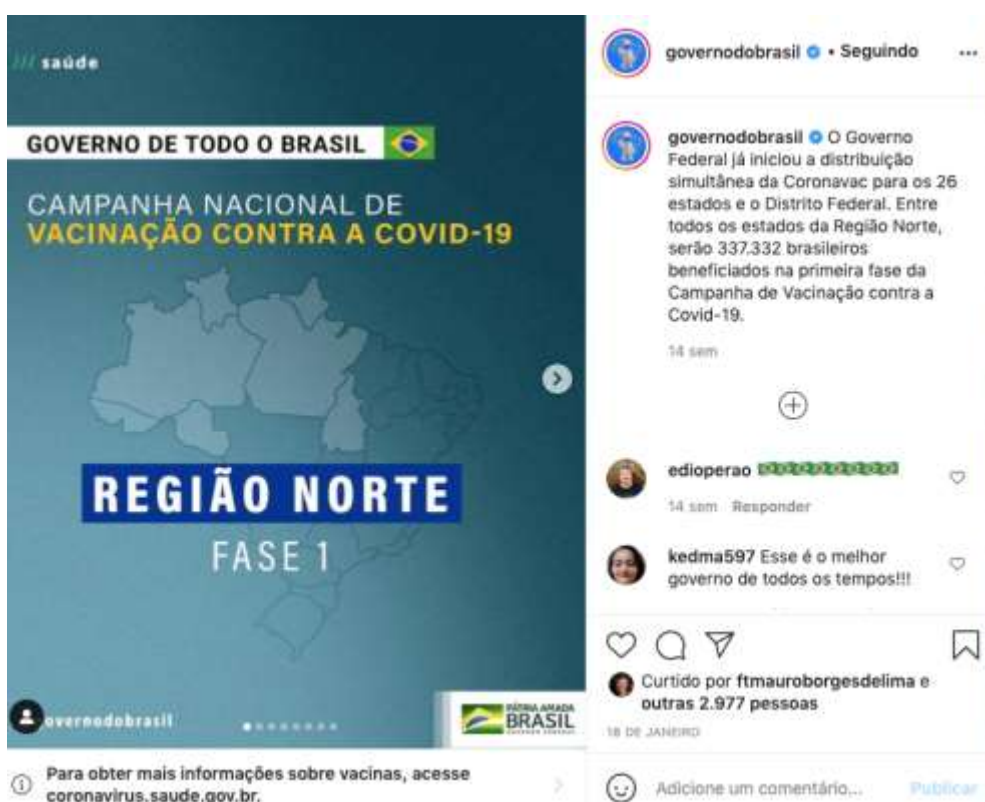 /// saúde
GOVERNO DE TODO O BRASIL
CAMPANHA NACIONAL DE
VACINAÇÃO CONTRA A COVID-19
REGIÃO NORTE
FASE 1
overnodobrasil
PÁTRIA AMADA
BRASIL
GOVERNO FEDERAL
Para obter mais informações sobre vacinas, acesse
coronavirus.saude.gov.br.
governodobrasil • Seguindo
governodobrasil O Governo
Federal já iniciou a distribuição
simultânea da Coronavac para os 26
estados e o Distrito Federal. Entre
todos os estados da Região Norte,
serão 337.332 brasileiros
beneficiados na primeira fase da
Campanha de Vacinação contra a
Covid-19.
14 sem
edioperao
14 sem Responder
kedma597 Esse é o melhor
governo de todos os tempos!!!
Curtido por ftmauroborgesdelima e
outras 2.977 pessoas
18 DE JANEIRO
Adicione um comentário... Publicar